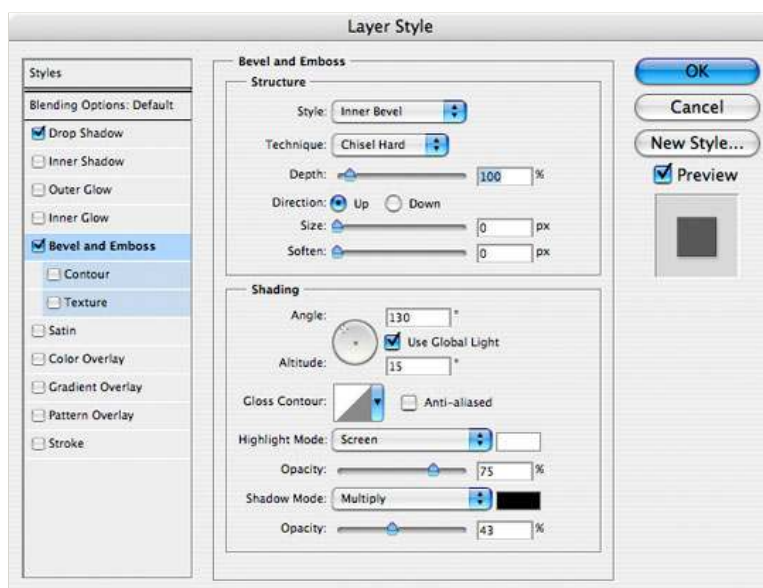 Layer Style
Styles
Blending Options: Default
Drop Shadow
Inner Shadow
Outer Glow
Inner Glow
Bevel and Emboss
Contour
Texture
Satin
Color Overlay
Gradient Overlay
Pattern Overlay
Stroke
Bevel and Emboss
Structure
Style: Inner Bevel
Technique: Chisel Hard
Depth: 100 %
Direction: Up Down
Size: 0 px
Soften: 0 px
Shading
Angle: 130 °
Use Global Light
Altitude: 15 °
Gloss Contour: Anti-aliased
Highlight Mode: Screen
Opacity: 75 %
Shadow Mode: Multiply
Opacity: 43 %
OK
Cancel
New Style...
Preview